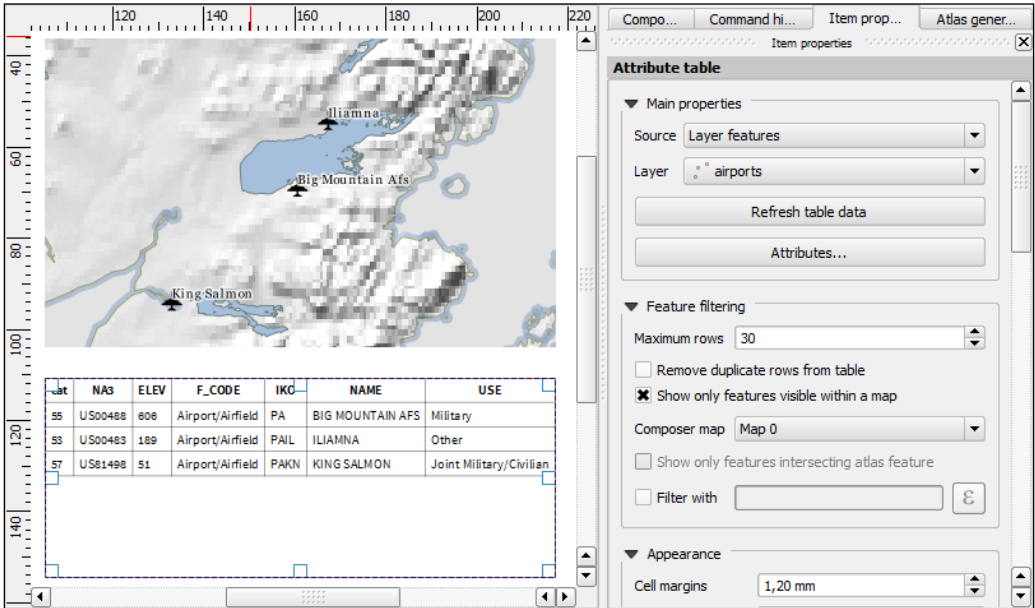 120 140 160 180 200 220
40
60
80
100
120
140
Iliamna
Big Mountain Afs
King Salmon
cat NA3 ELEV F_CODE IKO NAME USE
55 US00488 606 Airport/Airfield PA BIG MOUNTAIN AFS Military
53 US00483 189 Airport/Airfield PAIL ILIAMNA Other
57 US81498 51 Airport/Airfield PAKN KING SALMON Joint Military/Civilian
Compo... Command hi... Item prop... Atlas gener...
Item properties
Attribute table
Main properties
Source Layer features
Layer airports
Refresh table data
Attributes...
Feature filtering
Maximum rows 30
Remove duplicate rows from table
Show only features visible within a map
Composer map Map 0
Show only features intersecting atlas feature
Filter with ε
Appearance
Cell margins 1,20 mm